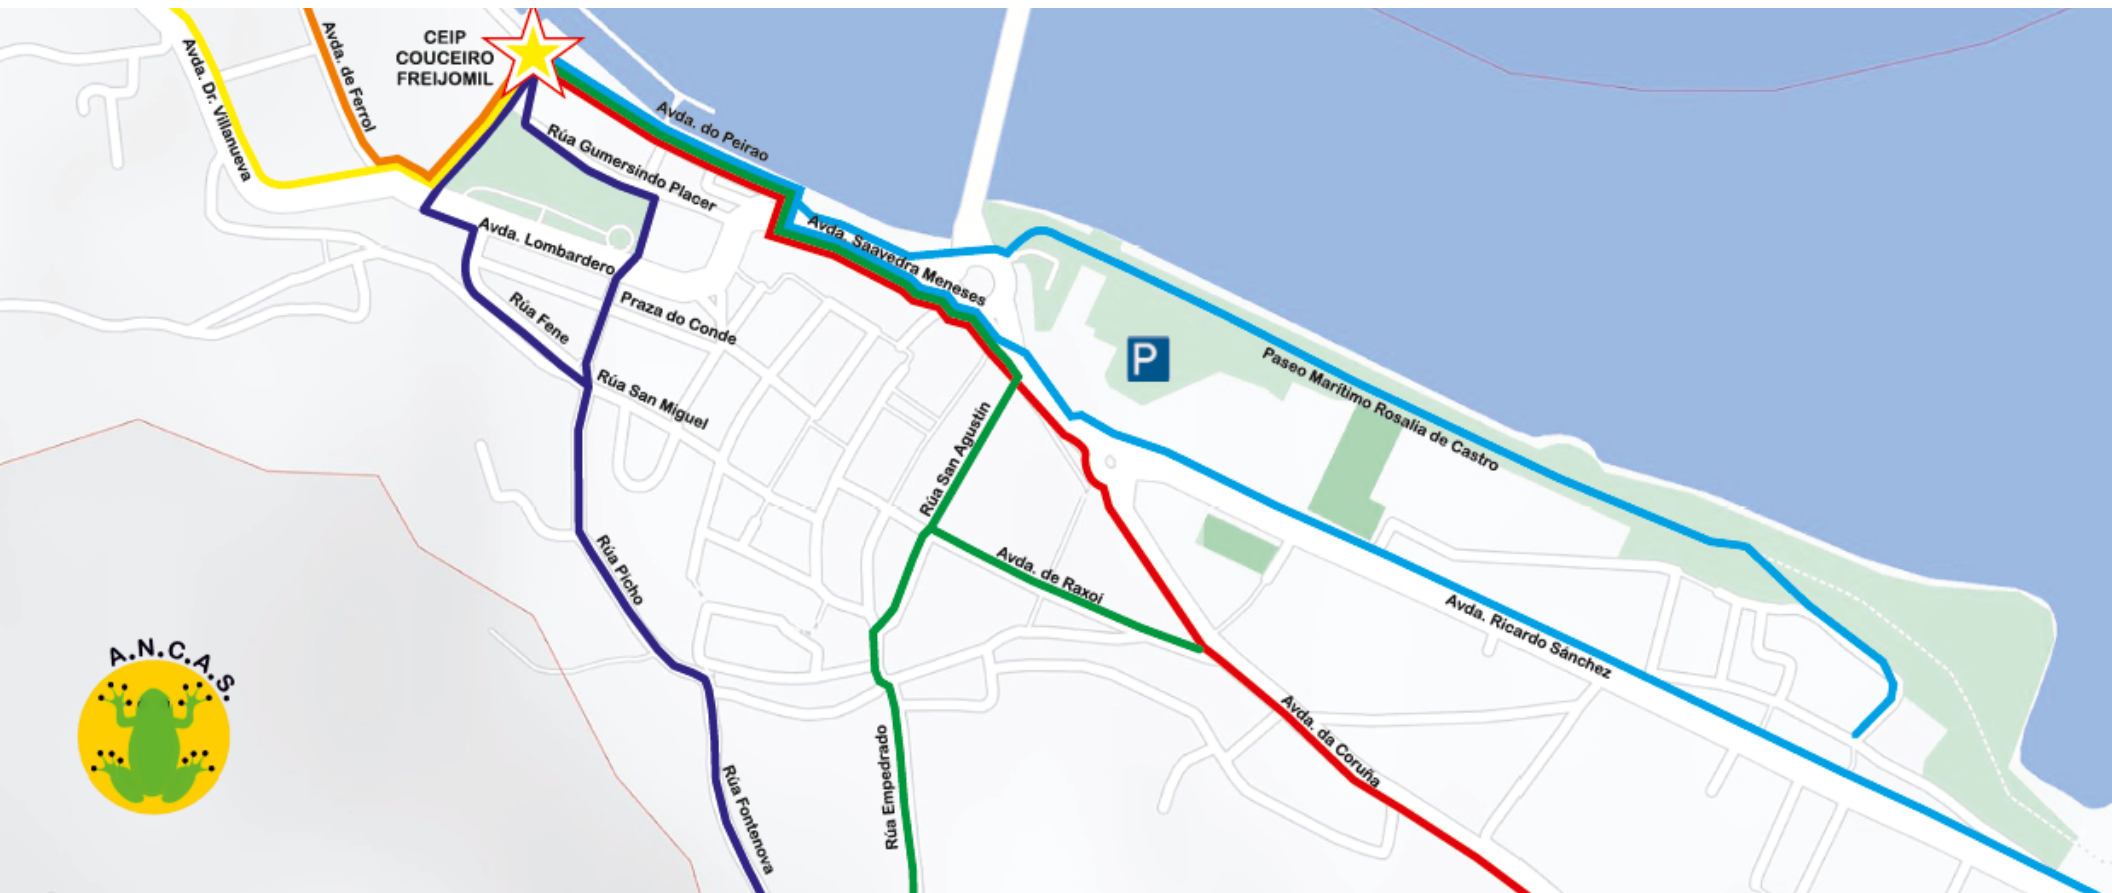 CEIP
COUCEIRO
FREIJOMIL
Avda. Dr. Villanueva
Avda. de Ferrol
Avda. do Peirao
Rúa Gumersindo Placer
Avda. Lombardero
Avda. Saavedra Meneses
Rúa Fene
Praza do Conde
P
Paseo Marítimo Rosalia de Castro
Rúa San Miguel
Rúa San Agustín
Rúa Picho
Avda. de Raxoi
Avda. Ricardo Sánchez
A.N.C.A.S.
Avda. da Coruña
Rúa Empedrado
Rúa Fontenova